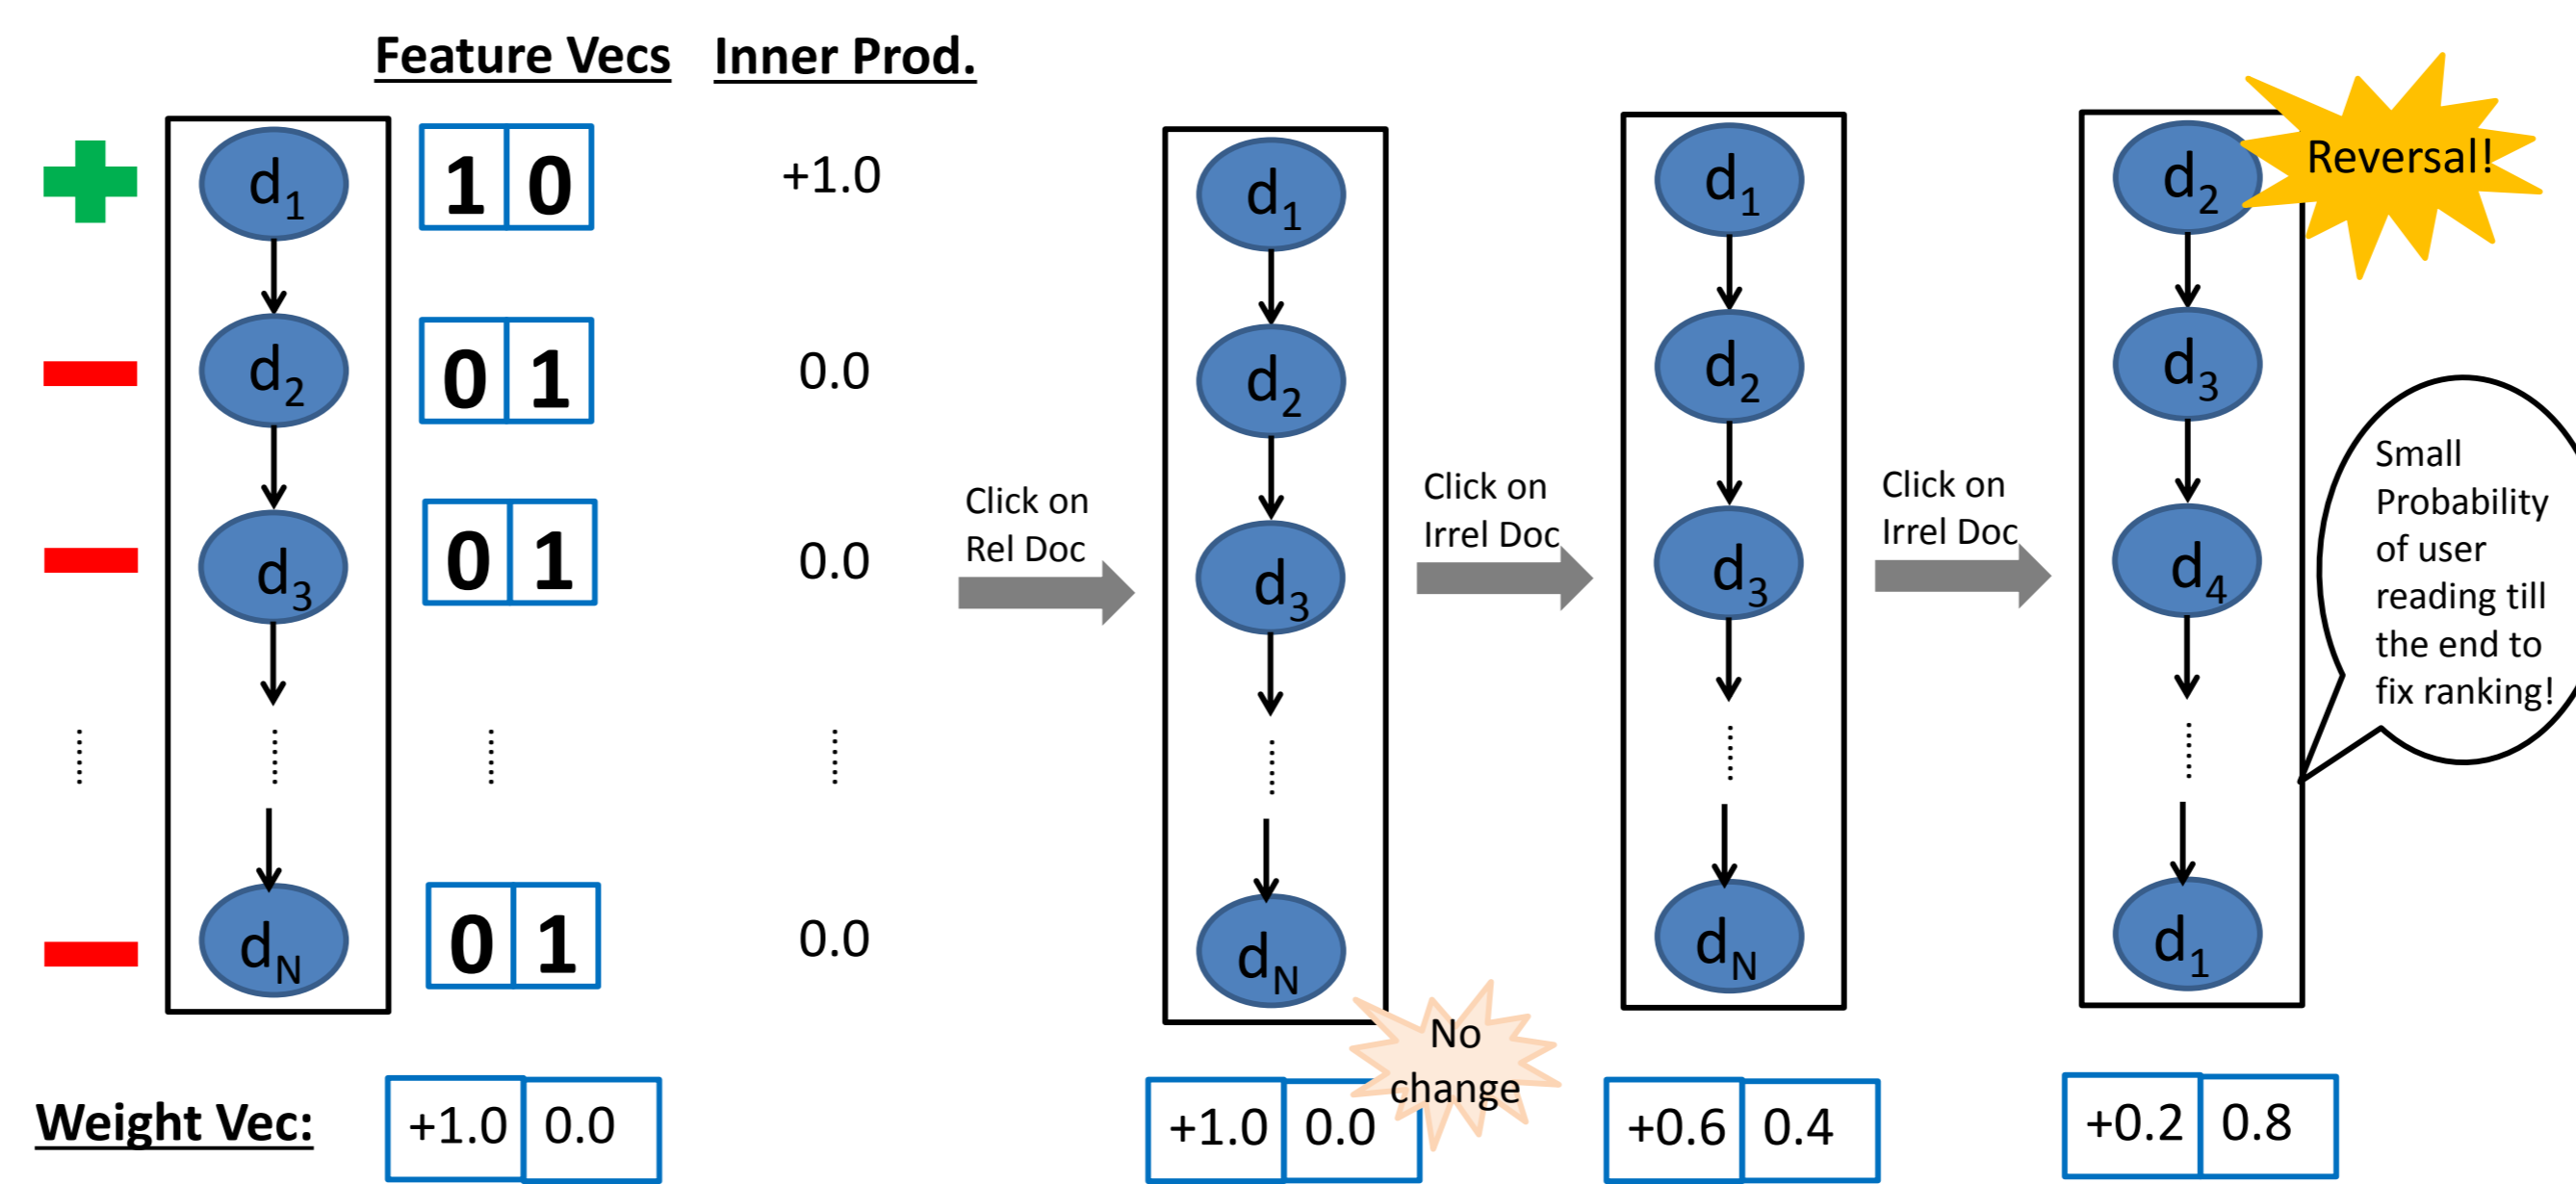 Feature Vecs Inner Prod.
d1 1 0 +1.0
d2 0 1 0.0
d3 0 1 0.0
dN 0 1 0.0
Weight Vec: +1.0 0.0
Click on
Rel Doc
d1
d2
d3
dN
No
change
+1.0 0.0
Click on
Irrel Doc
d1
d2
d3
dN
+0.6 0.4
Click on
Irrel Doc
d2
d3
d4
d1
+0.2 0.8
Reversal!
Small
Probability
of user
reading till
the end to
fix ranking!